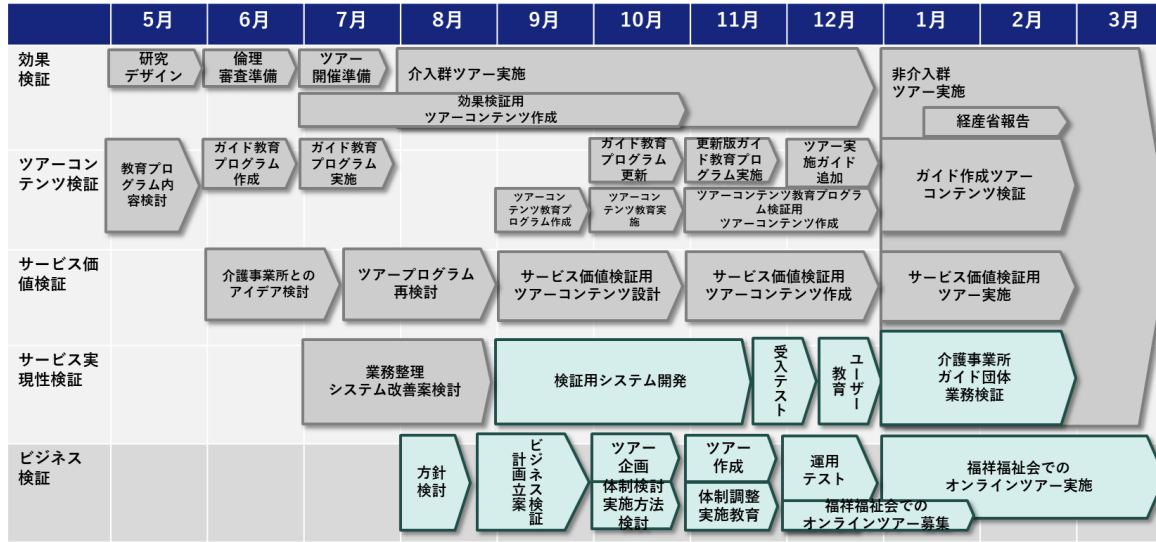 5月
6月
7月
8月
9月
10月
11月
12月
1月
2月
3月
効果
検証
研究
デザイン
倫理
審査準備
ツアー
開催準備
介入群ツアー実施
効果検証用
ツアーコンテンツ作成
非介入群
ツアー実施
経産省報告
ツアーコン
テンツ検証
教育プロ
グラム内
容検討
ガイド教育
プログラム
作成
ガイド教育
プログラム
実施
ガイド教育
プログラム
更新
更新版ガイ
ド教育プロ
グラム実施
ツアー実
施ガイド
追加
ツアーコン
テンツ教育プ
ログラム作成
ツアーコン
テンツ教育実
施
ツアーコンテンツ教育プログラ
ム検証用
ツアーコンテンツ作成
ガイド作成ツアー
コンテンツ検証
サービス価
値検証
介護事業所との
アイデア検討
ツアープログラム
再検討
サービス価値検証用
ツアーコンテンツ設計
サービス価値検証用
ツアーコンテンツ作成
サービス価値検証用
ツアー実施
サービス実
現性検証
業務整理
システム改善案検討
検証用システム開発
受入テスト
ユーザー
教育
介護事業所
ガイド団体
業務検証
ビジネス
検証
方針
検討
ビジネス検証
計画立案
ツアー
企画
体制検討
実施方法
検討
ツアー
作成
体制調整
実施教育
運用
テスト
福祥福祉会での
オンラインツアー募集
福祥福祉会での
オンラインツアー実施